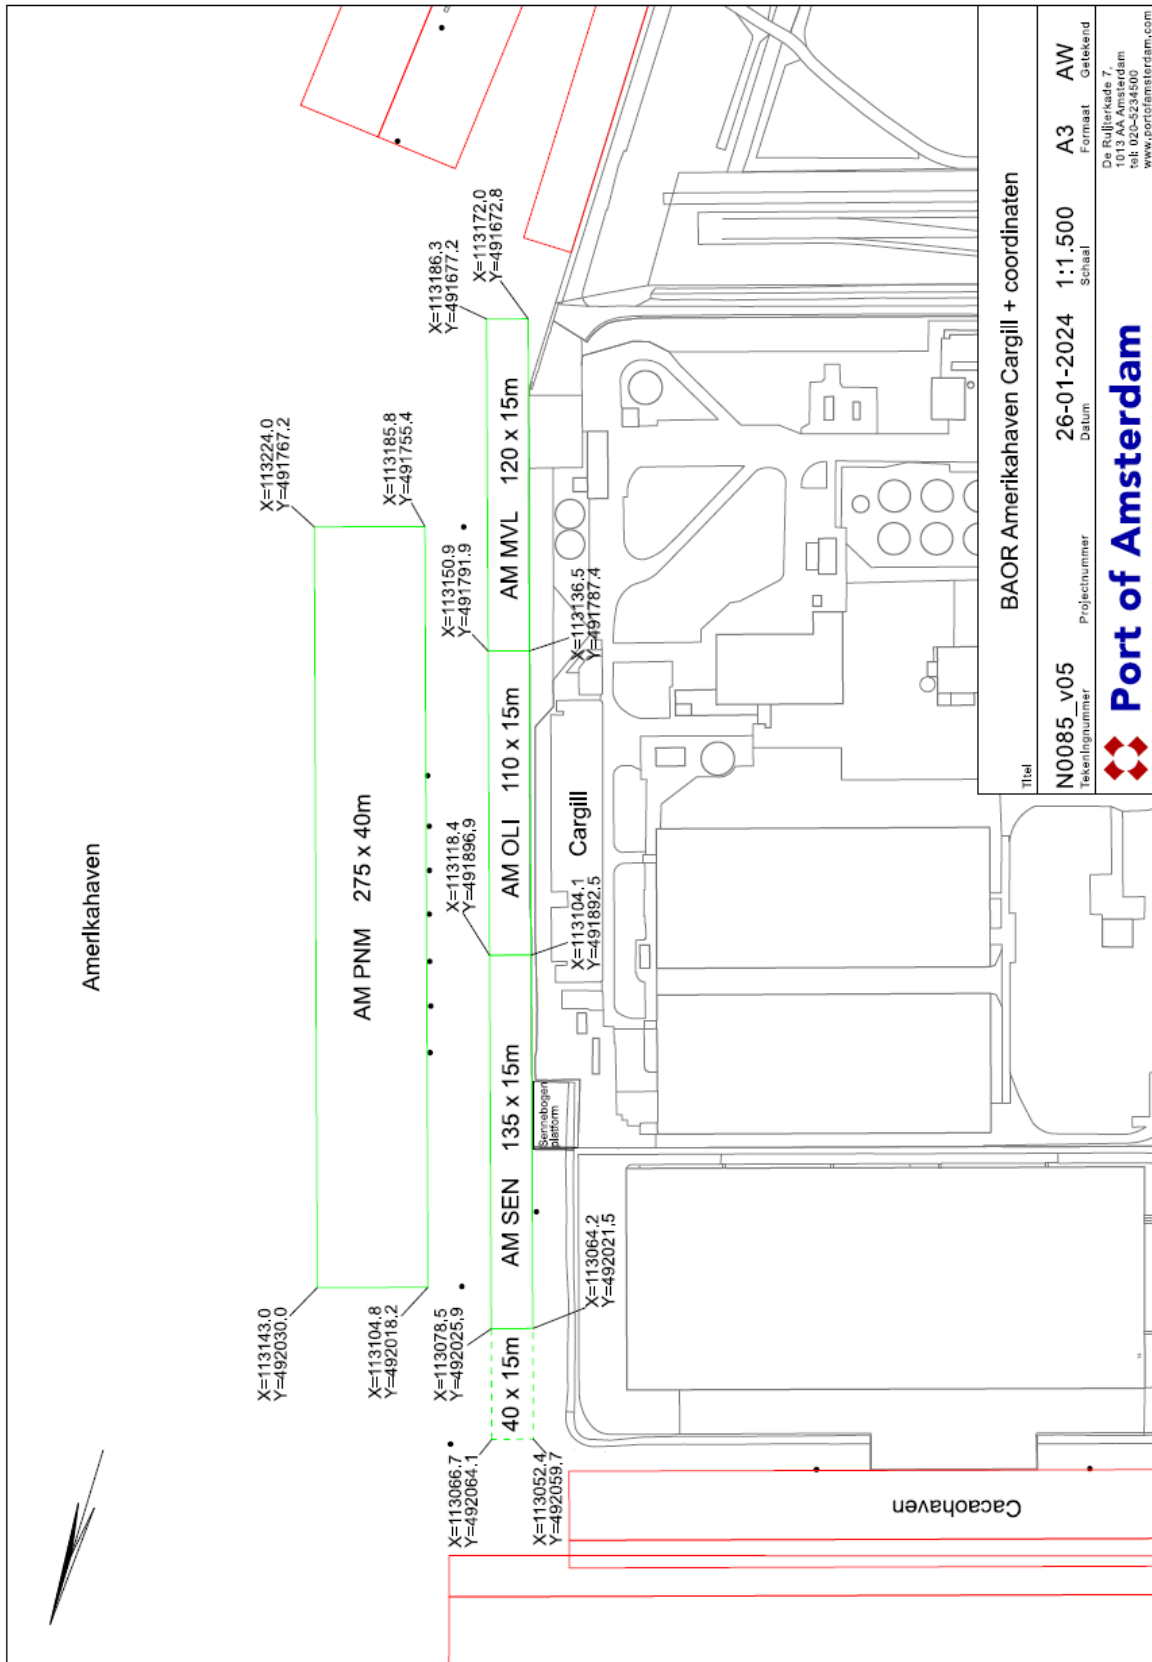 Amerikahaven
X=113143.0
Y=492030.0
X=113224.0
Y=491767.2
AM PNM 275 x 40m
X=113104.8
Y=492018.2
X=113185.8
Y=491755.4
X=113078.5
Y=492025.9
X=113118.4
Y=491896.9
X=113150.9
Y=491791.9
X=113186.3
Y=491677.2
X=113066.7
Y=492064.1
X=113172.0
Y=491672.8
40 x 15m
AM SEN 135 x 15m
AM OLI 110 x 15m
AM MVL 120 x 15m
X=113052.4
Y=492059.7
Sennebogen
platform
X=113064.2
Y=492021.5
X=113104.1
Y=491892.5
Cargill
X=113136.5
Y=491787.4
Cacaohaven
BAOR Amerikahaven Cargill + coordinaten
Titel
N0085_v05 26-01-2024 1:1.500 A3 AW
Tekeningnummer Projectnummer Datum Schaal Formaat Getekend
Port of Amsterdam
De Ruijterkade 7,
1013 AA Amsterdam
tel: 020-5234500
www.portofamsterdam.com